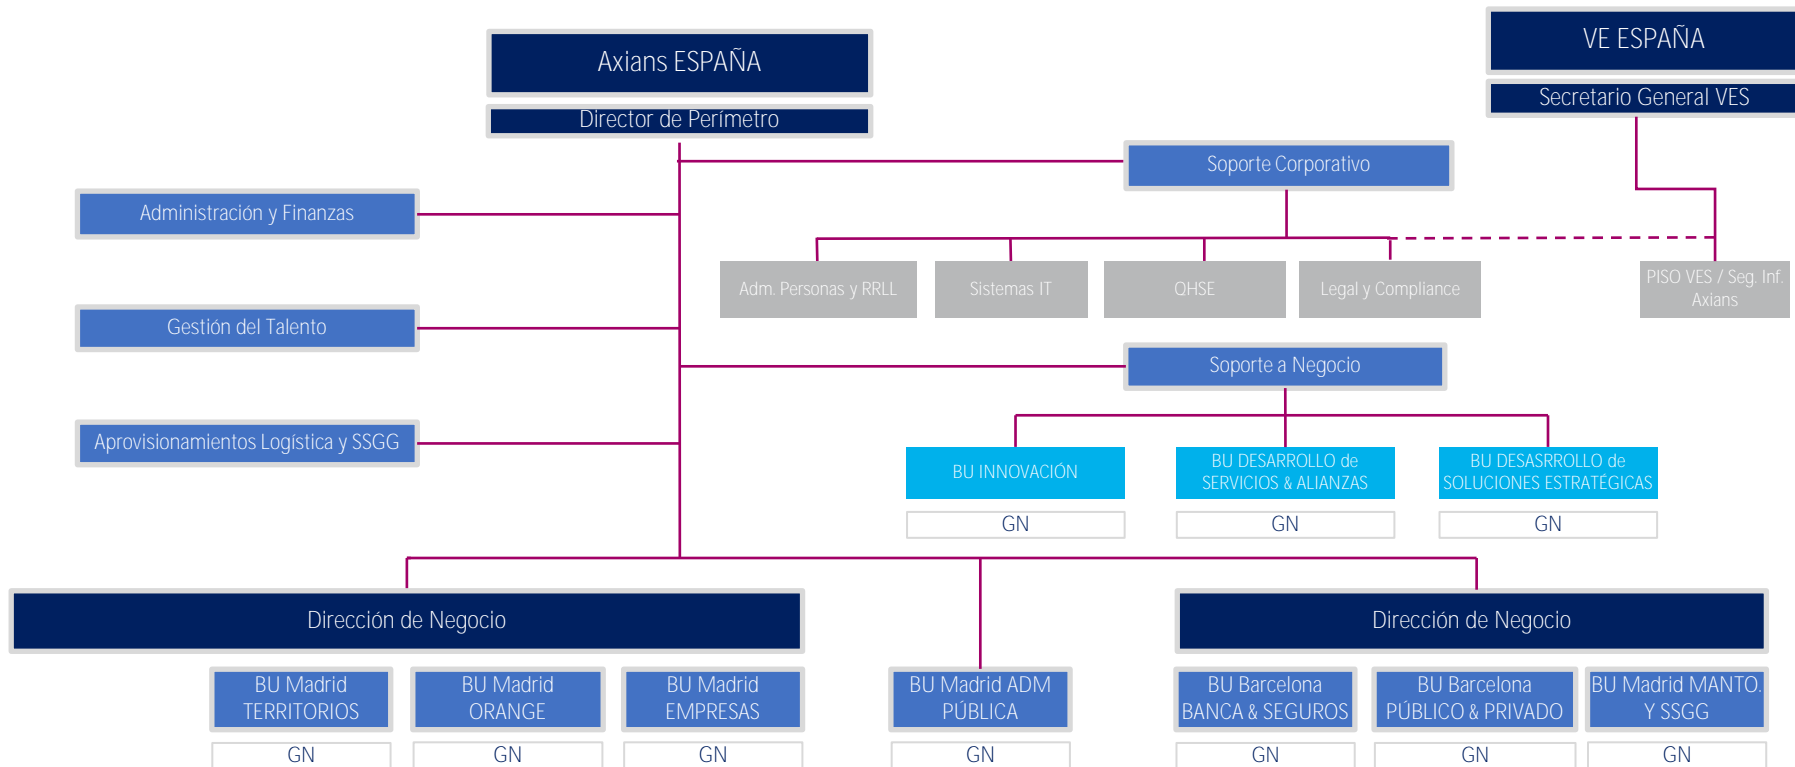 Axians ESPAÑA
Director de Perímetro
VE ESPAÑA
Secretario General VES
Soporte Corporativo
Administración y Finanzas
Adm. Personas y RRLL
Sistemas IT
QHSE
Legal y Compliance
PISO VES / Seg. Inf.
Axians
Gestión del Talento
Soporte a Negocio
Aprovisionamientos Logística y SSGG
BU INNOVACIÓN
GN
BU DESARROLLO de
SERVICIOS & ALIANZAS
GN
BU DESASRROLLO de
SOLUCIONES ESTRATÉGICAS
GN
Dirección de Negocio
BU Madrid
TERRITORIOS
GN
BU Madrid
ORANGE
GN
BU Madrid
EMPRESAS
GN
BU Madrid ADM
PÚBLICA
GN
Dirección de Negocio
BU Barcelona
BANCA & SEGUROS
GN
BU Barcelona
PÚBLICO & PRIVADO
GN
BU Madrid MANTO.
Y SSGG
GN